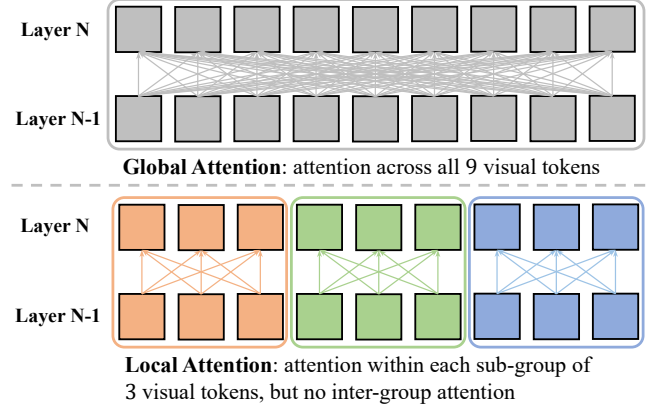 Layer N
Layer N-1
Global Attention: attention across all 9 visual tokens
Layer N
Layer N-1
Local Attention: attention within each sub-group of
3 visual tokens, but no inter-group attention